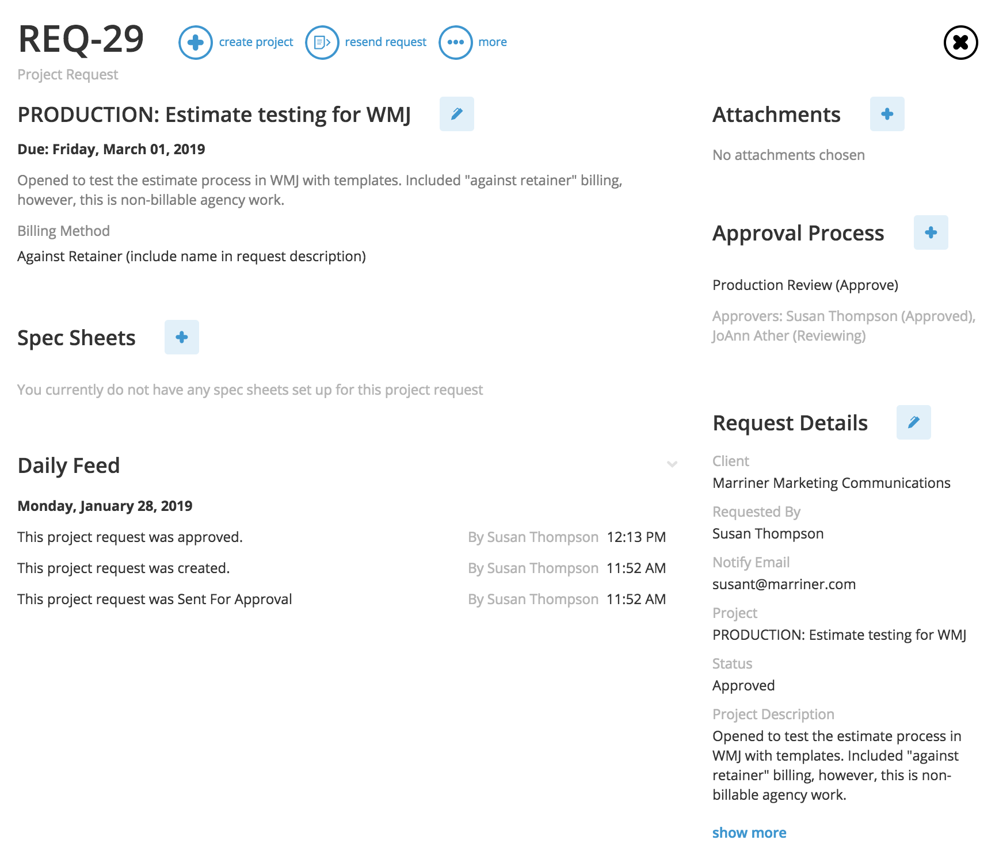 REQ-29
create project
resend request
more
Project Request
PRODUCTION: Estimate testing for WMJ
Due: Friday, March 01, 2019
Opened to test the estimate process in WMJ with templates. Included "against retainer" billing,
however, this is non-billable agency work.
Billing Method
Against Retainer (include name in request description)
Spec Sheets
You currently do not have any spec sheets set up for this project request
Daily Feed
Monday, January 28, 2019
This project request was approved. By Susan Thompson 12:13 PM
This project request was created. By Susan Thompson 11:52 AM
This project request was Sent For Approval By Susan Thompson 11:52 AM
Attachments
No attachments chosen
Approval Process
Production Review (Approve)
Approvers: Susan Thompson (Approved),
JoAnn Ather (Reviewing)
Request Details
Client
Marriner Marketing Communications
Requested By
Susan Thompson
Notify Email
susant@marriner.com
Project
PRODUCTION: Estimate testing for WMJ
Status
Approved
Project Description
Opened to test the estimate process in
WMJ with templates. Included "against
retainer" billing, however, this is non-
billable agency work.
show more